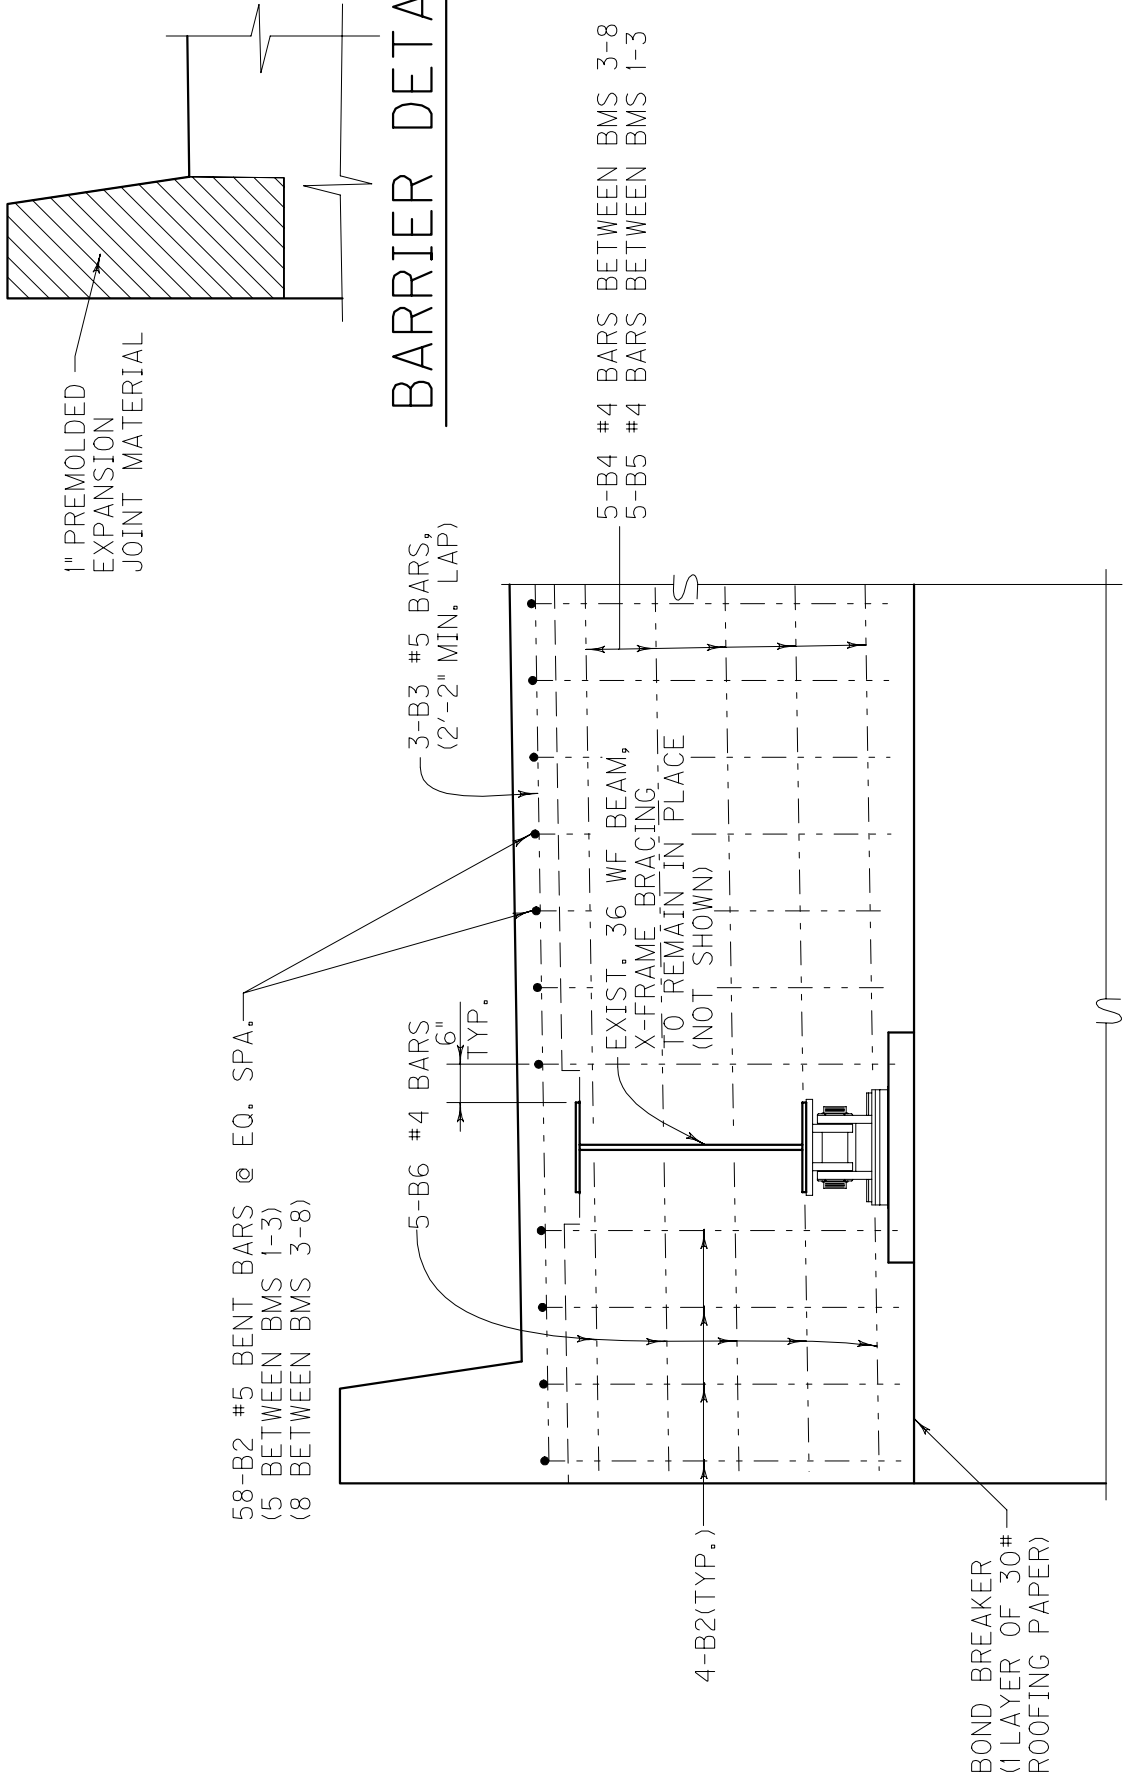 1" PREMOLDED
EXPANSION
JOINT MATERIAL
BARRIER DETA
58-B2 #5 BENT BARS @ EQ. SPA.
(5 BETWEEN BMS 1-3)
(8 BETWEEN BMS 3-8)
3-B3 #5 BARS,
(2'-2" MIN. LAP)
5-B6 #4 BARS
6"
TYP.
5-B4 #4 BARS BETWEEN BMS 3-8
5-B5 #4 BARS BETWEEN BMS 1-3
EXIST. 36 WF BEAM,
X-FRAME BRACING
TO REMAIN IN PLACE
(NOT SHOWN)
4-B2(TYP.)
BOND BREAKER
(1 LAYER OF 30#
ROOFING PAPER)